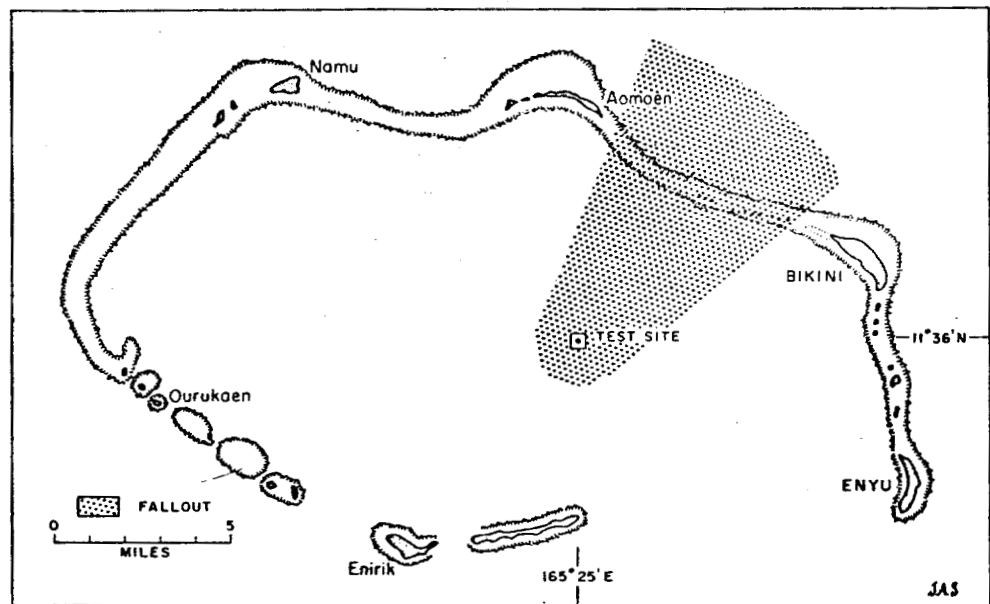 Namu
Aomoen
BIKINI
TEST SITE
11°36'N
Ourukaen
ENYU
FALLOUT
0 5
MILES
Enirik
165°25'E
JAS